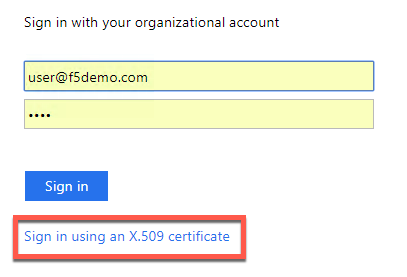 Sign in with your organizational account
user@f5demo.com
••••
Sign in
Sign in using an X.509 certificate